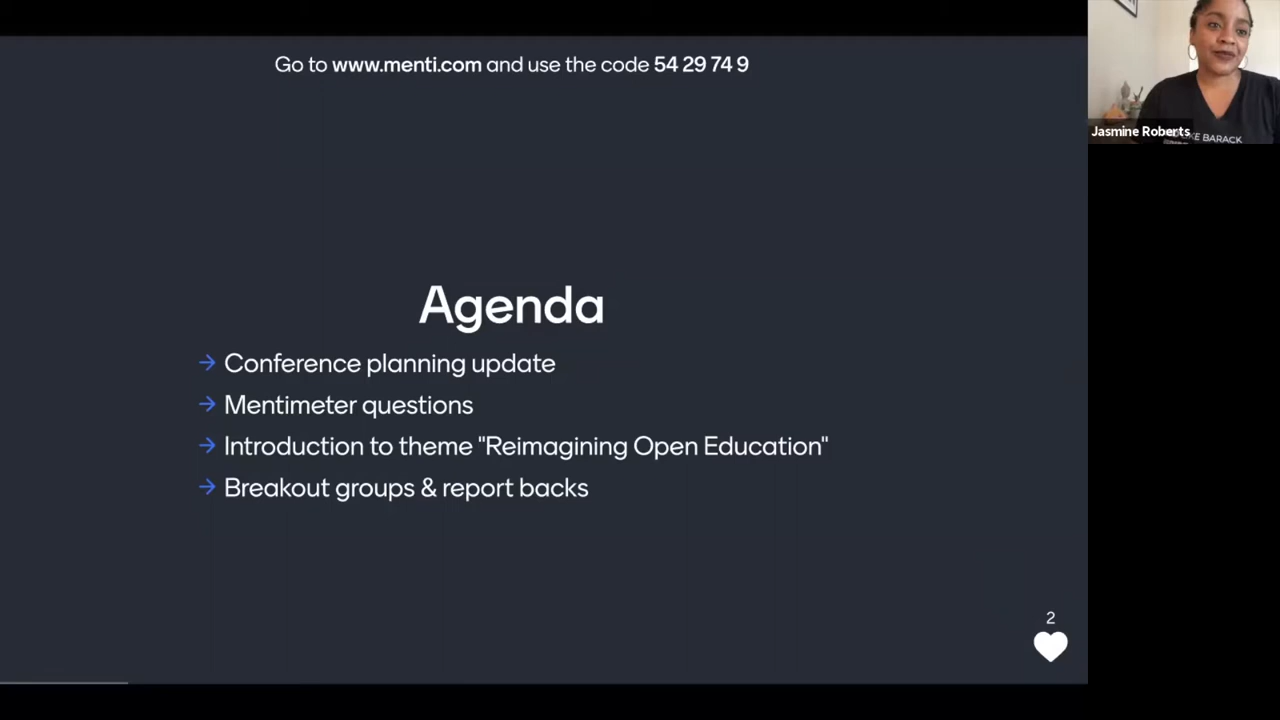 Go to www.menti.com and use the code 54 29 74 9
Agenda
→ Conference planning update
→ Mentimeter questions
→ Introduction to theme "Reimagining Open Education"
→ Breakout groups & report backs
2
Jasmine Roberts
BARACK